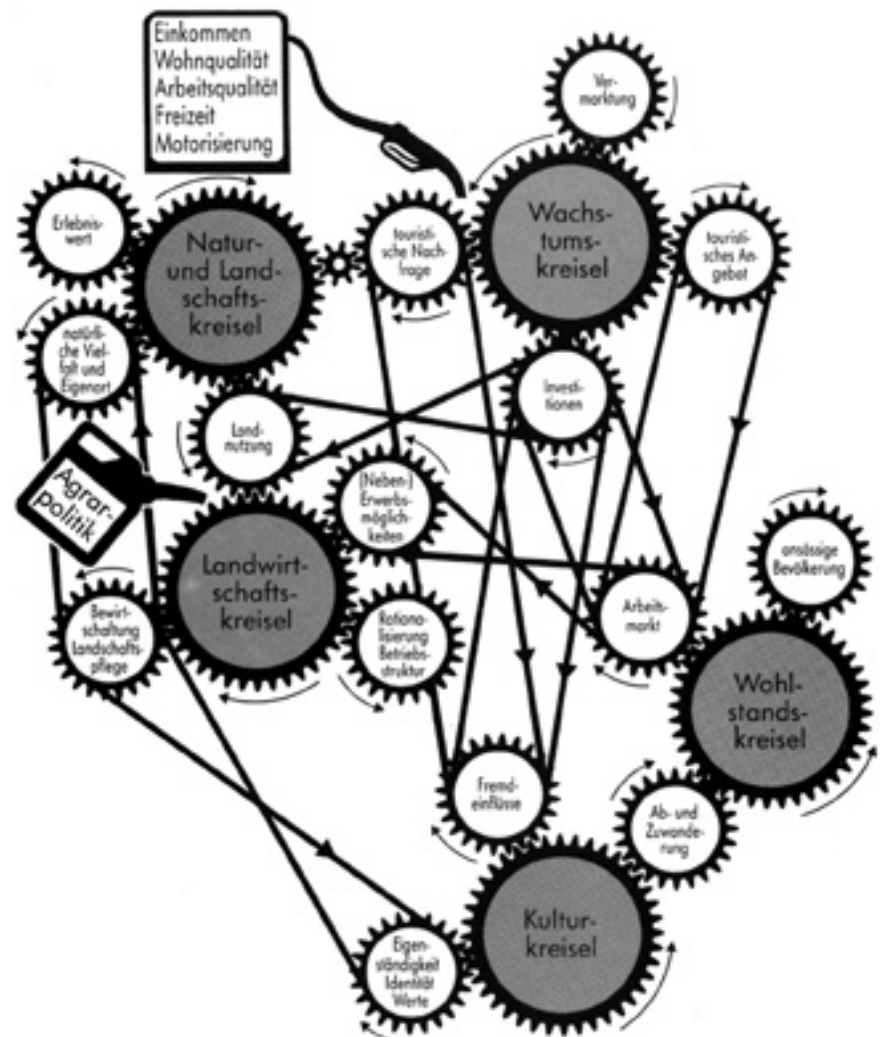 Einkommen
Wohnqualität
Arbeitsqualität
Freizeit
Motorisierung
Ver-
marktung
Erlebnis-
wert
Natur-
und Land-
schafts-
kreisel
touristi-
sche Nach-
frage
Wachs-
tums-
kreisel
touris-
tisches An-
gebot
natürli-
che Viel-
falt und
Eigenart
Land-
nutzung
Investi-
tionen
Agrar-
politik
(Neben-)
Erwerbs-
möglich-
keiten
Landwirt-
schafts-
kreisel
ansässige
Bevölkerung
Bewirt-
schaftung
Landschafts-
pflege
Rationa-
lisierung
Betriebs-
struktur
Arbeits-
markt
Wohl-
stands-
kreisel
Fremd-
einflüsse
Ab- und
Zuwande-
rung
Kultur-
kreisel
Eigen-
ständigkeit
Identität
Werte